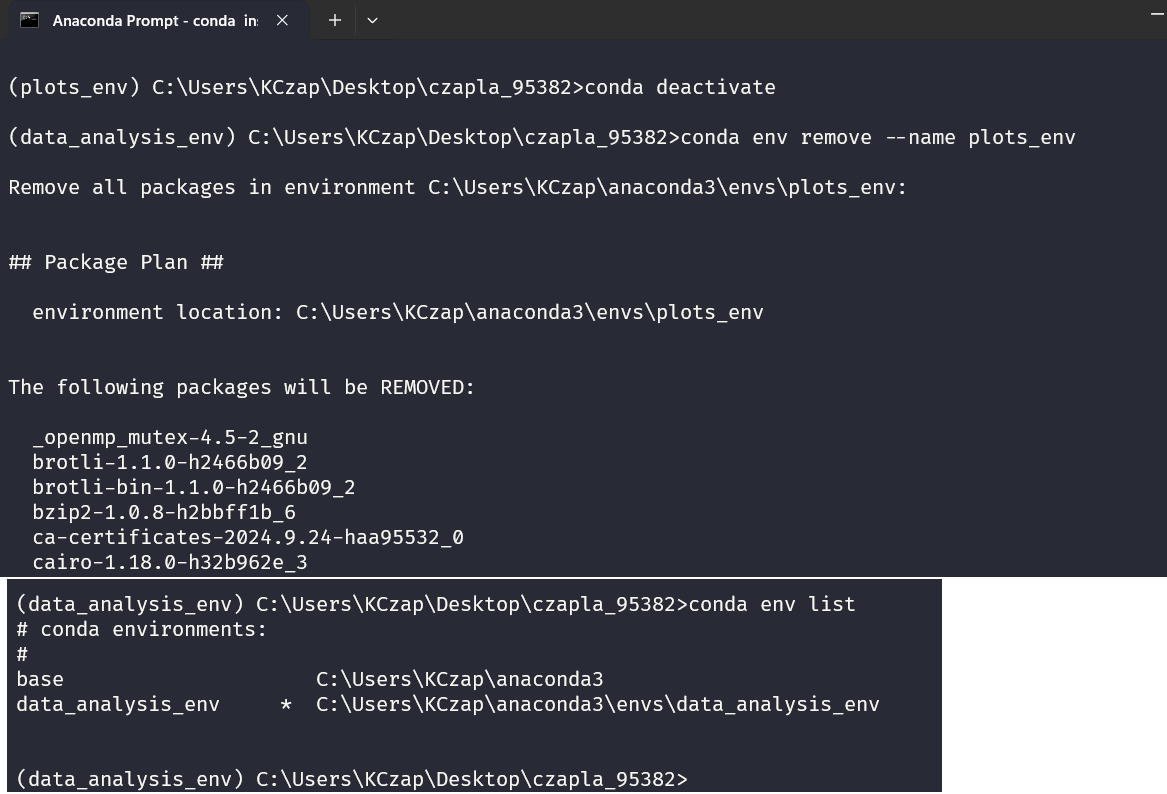 Anaconda Prompt - conda  in
(plots_env) C:\Users\KCzap\Desktop\czapla_95382>conda deactivate
(data_analysis_env) C:\Users\KCzap\Desktop\czapla_95382>conda env remove --name plots_env
Remove all packages in environment C:\Users\KCzap\anaconda3\envs\plots_env:
## Package Plan ##
  environment location: C:\Users\KCzap\anaconda3\envs\plots_env
The following packages will be REMOVED:
  _openmp_mutex-4.5-2_gnu
  brotli-1.1.0-h2466b09_2
  brotli-bin-1.1.0-h2466b09_2
  bzip2-1.0.8-h2bbff1b_6
  ca-certificates-2024.9.24-haa95532_0
  cairo-1.18.0-h32b962e_3
(data_analysis_env) C:\Users\KCzap\Desktop\czapla_95382>conda env list
# conda environments:
#
base                     C:\Users\KCzap\anaconda3
data_analysis_env     *  C:\Users\KCzap\anaconda3\envs\data_analysis_env
(data_analysis_env) C:\Users\KCzap\Desktop\czapla_95382>